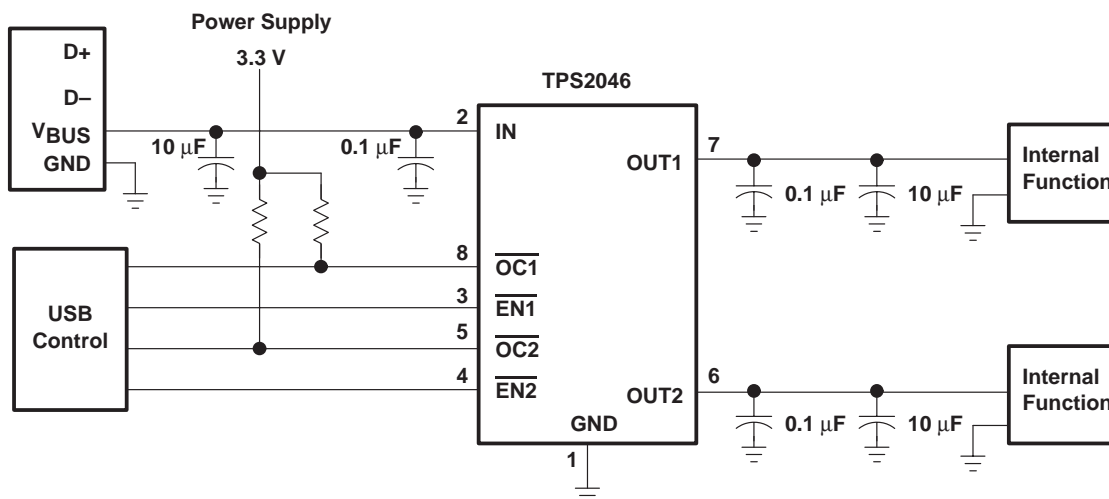 Power Supply
3.3 V
D+
D–
VBUS
GND
10 μF
0.1 μF
TPS2046
2
IN
8
OC1
3
EN1
5
OC2
4
EN2
OUT1
7
OUT2
6
GND
1
0.1 μF
10 μF
Internal
Function
0.1 μF
10 μF
Internal
Function
USB
Control